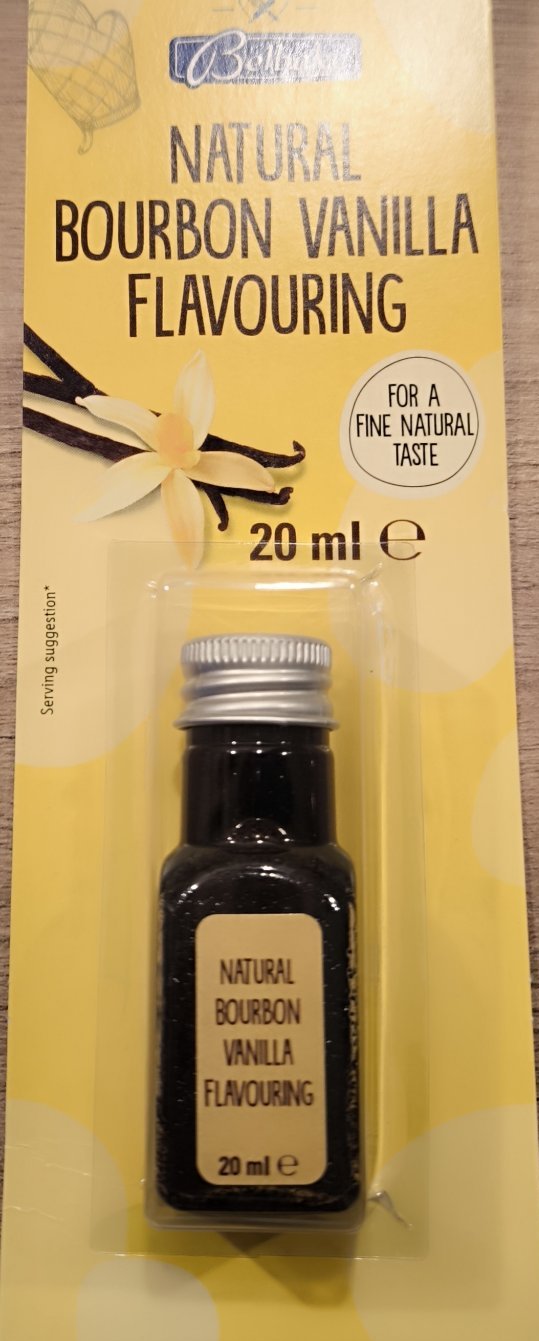 NATURAL
BOURBON VANILLA
FLAVOURING
FOR A
FINE NATURAL
TASTE
20 ml ℮
Serving suggestion*
NATURAL
BOURBON
VANILLA
FLAVOURING
20 ml ℮